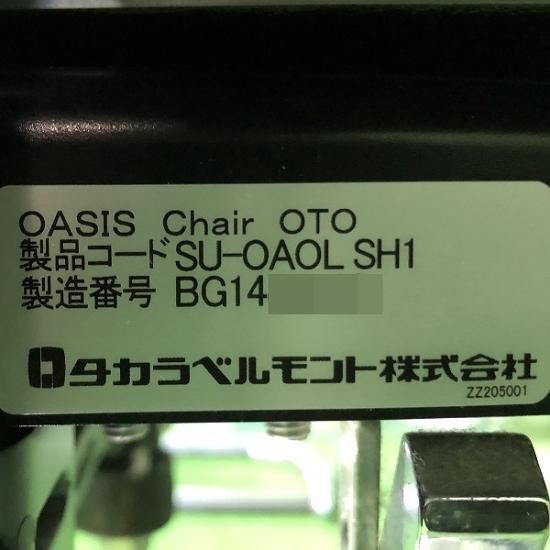 OASIS Chair OTO
製品コード SU-OAOL SH1
製造番号 BG14
タカラベルモント株式会社
ZZ205001